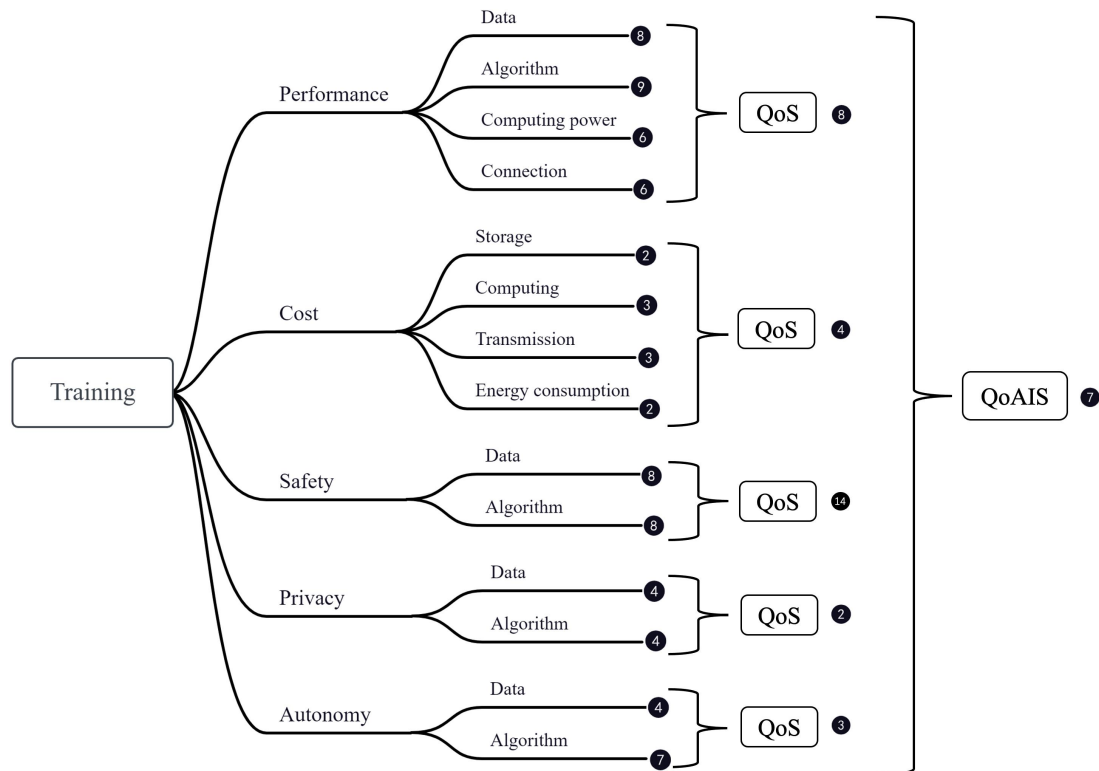 Data
8
Algorithm
9
Performance
Computing power
6
Connection
6
QoS
8
Storage
2
Computing
3
Cost
Transmission
3
Energy consumption
2
QoS
4
Training
QoAIS
7
Data
8
Safety
Algorithm
8
QoS
14
Data
4
Privacy
Algorithm
4
QoS
2
Data
4
Autonomy
Algorithm
7
QoS
3